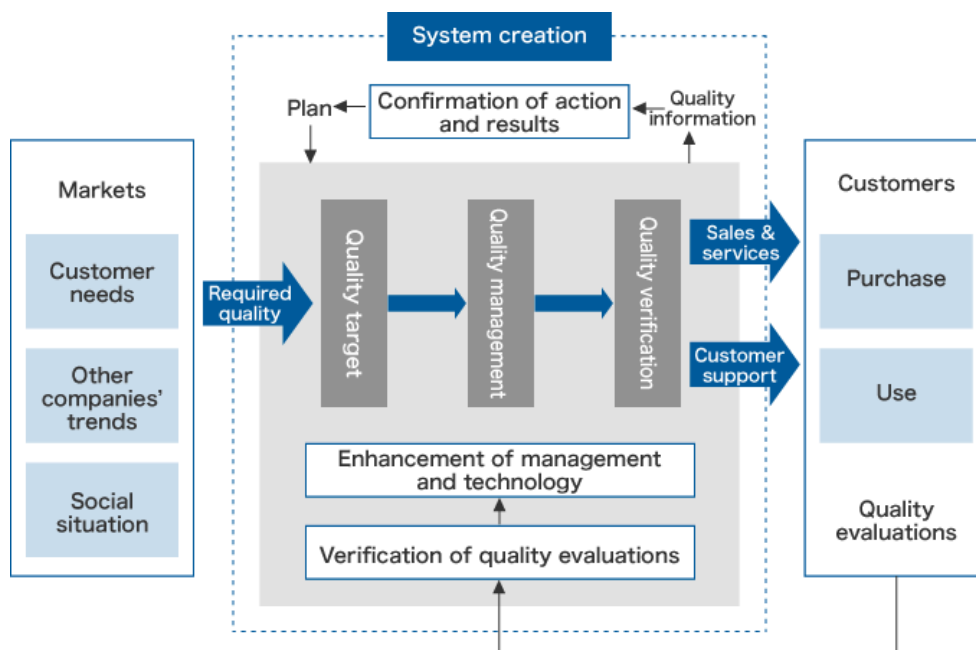 System creation
Plan
Confirmation of action
and results
Quality
information
Markets
Customer
needs
Other
companies’
trends
Social
situation
Required
quality
Quality target
Quality management
Quality verification
Sales &
services
Customer
support
Enhancement of management
and technology
Verification of quality evaluations
Customers
Purchase
Use
Quality
evaluations